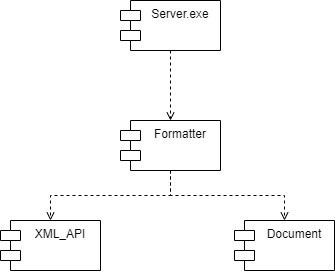 Server.exe
Formatter
XML_API
Document